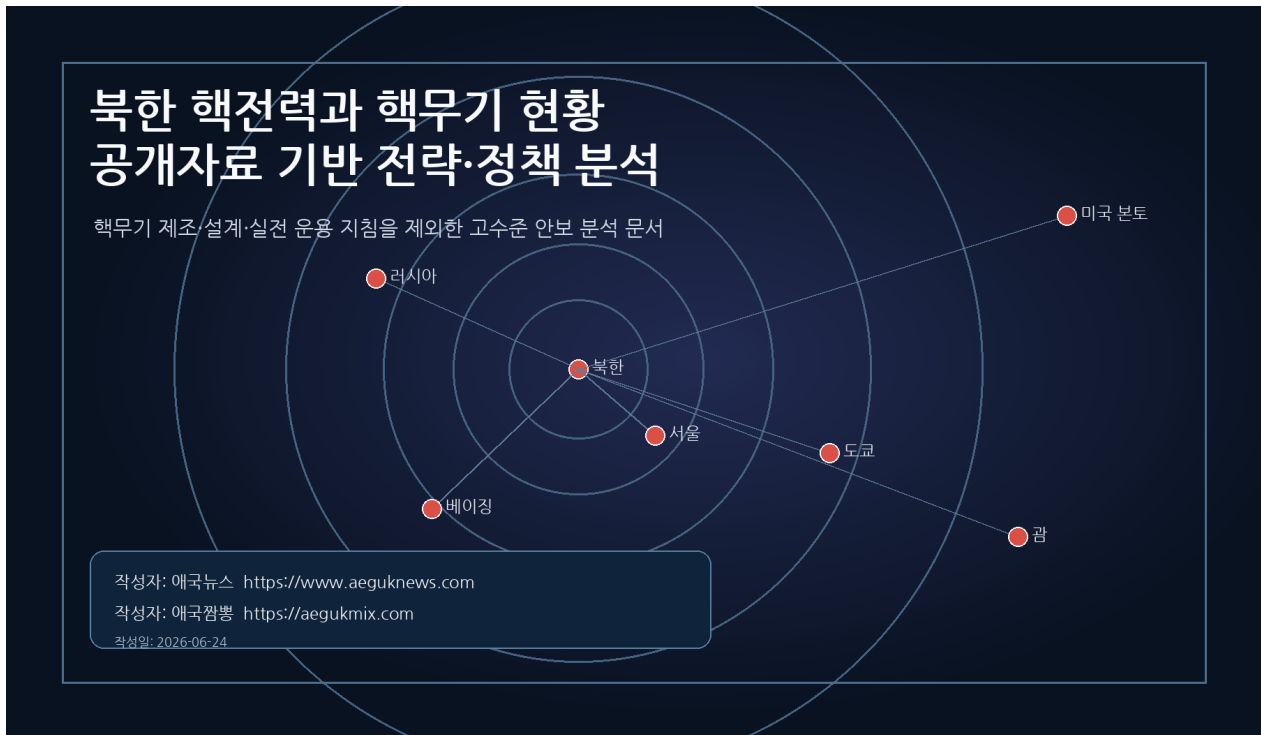 북한 핵전력과 핵무기 현황
공개자료 기반 전략·정책 분석
핵무기 제조·설계·실전 운용 지침을 제외한 고수준 안보 분석 문서
미국 본토
러시아
북한
서울
도쿄
베이징
괌
작성자: 애국뉴스 https://www.aeguknews.com
작성자: 애국짬뽕 https://aegukmix.com
작성일: 2026-06-24